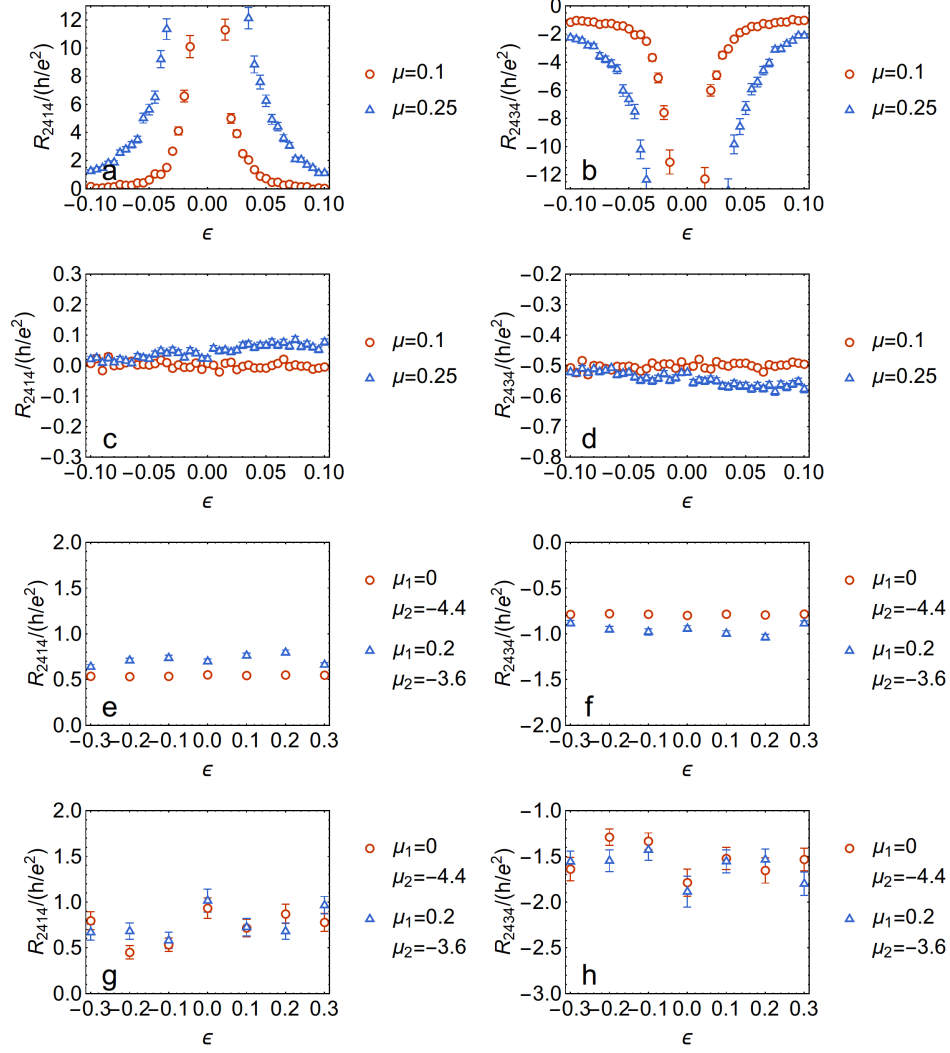 R2414/(h/e²)
12
10
8
6
4
2
0
a
−0.10 −0.05 0.00 0.05 0.10
ϵ
μ=0.1
μ=0.25
R2434/(h/e²)
0
−2
−4
−6
−8
−10
−12
b
−0.10 −0.05 0.00 0.05 0.10
ϵ
μ=0.1
μ=0.25
R2414/(h/e²)
0.3
0.2
0.1
0.0
−0.1
−0.2
−0.3
c
−0.10 −0.05 0.00 0.05 0.10
ϵ
μ=0.1
μ=0.25
R2434/(h/e²)
−0.2
−0.3
−0.4
−0.5
−0.6
−0.7
−0.8
d
−0.10 −0.05 0.00 0.05 0.10
ϵ
μ=0.1
μ=0.25
R2414/(h/e²)
2.0
1.5
1.0
0.5
0.0
e
−0.3 −0.2 −0.1 0.0 0.1 0.2 0.3
ϵ
μ1=0
μ2=−4.4
μ1=0.2
μ2=−3.6
R2434/(h/e²)
0.0
−0.5
−1.0
−1.5
−2.0
f
−0.3 −0.2 −0.1 0.0 0.1 0.2 0.3
ϵ
μ1=0
μ2=−4.4
μ1=0.2
μ2=−3.6
R2414/(h/e²)
2.0
1.5
1.0
0.5
0.0
g
−0.3 −0.2 −0.1 0.0 0.1 0.2 0.3
ϵ
μ1=0
μ2=−4.4
μ1=0.2
μ2=−3.6
R2434/(h/e²)
−1.0
−1.5
−2.0
−2.5
−3.0
h
−0.3 −0.2 −0.1 0.0 0.1 0.2 0.3
ϵ
μ1=0
μ2=−4.4
μ1=0.2
μ2=−3.6